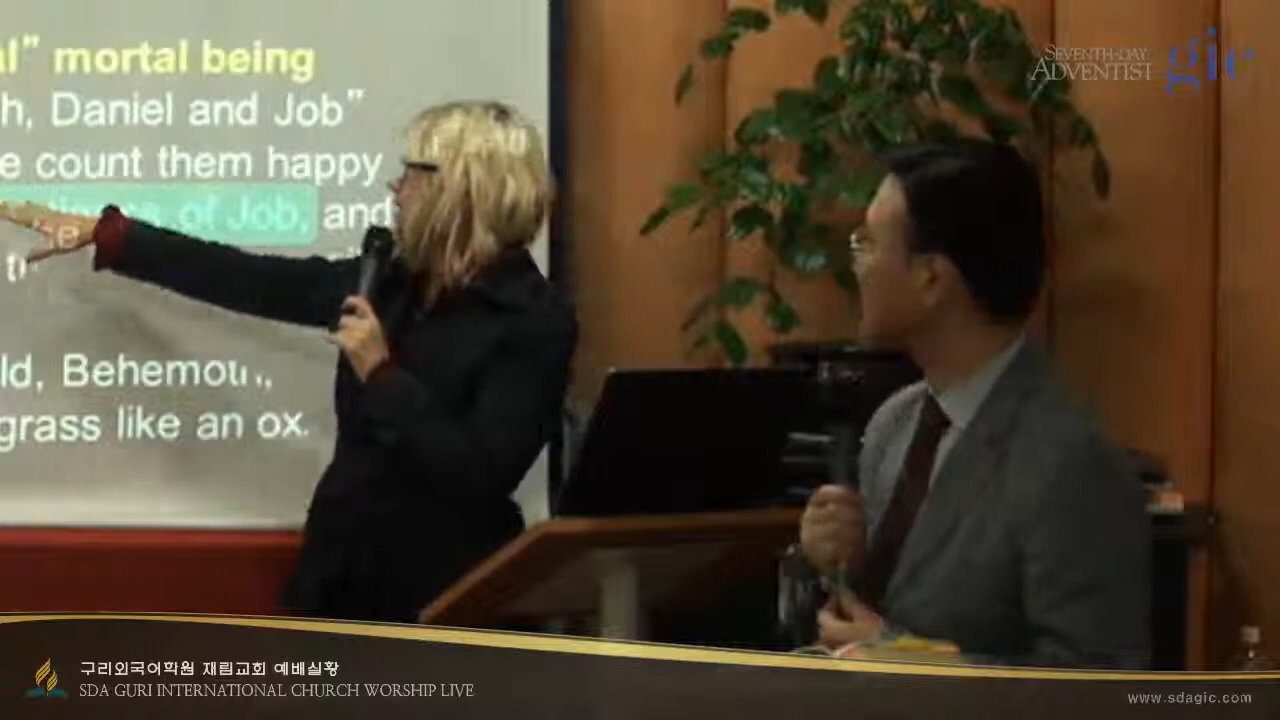 l” mortal being
h, Daniel and Job”
e count them happy
of Job, and
ld, Behemoth,
grass like an ox.
SEVENTH-DAY
ADVENTIST
gic
구리외국어학원 재림교회 예배실황
SDA GURI INTERNATIONAL CHURCH WORSHIP LIVE
www.sdagic.com